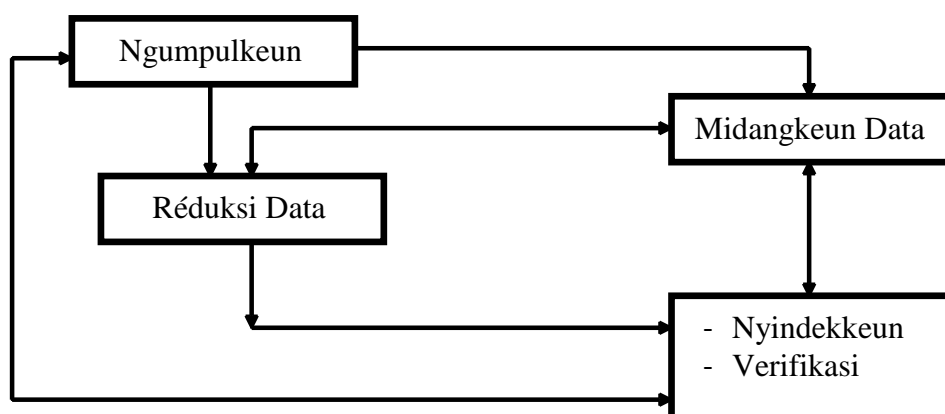 Ngumpulkeun
Midangkeun Data
Réduksi Data
- Nyindekkeun
- Verifikasi